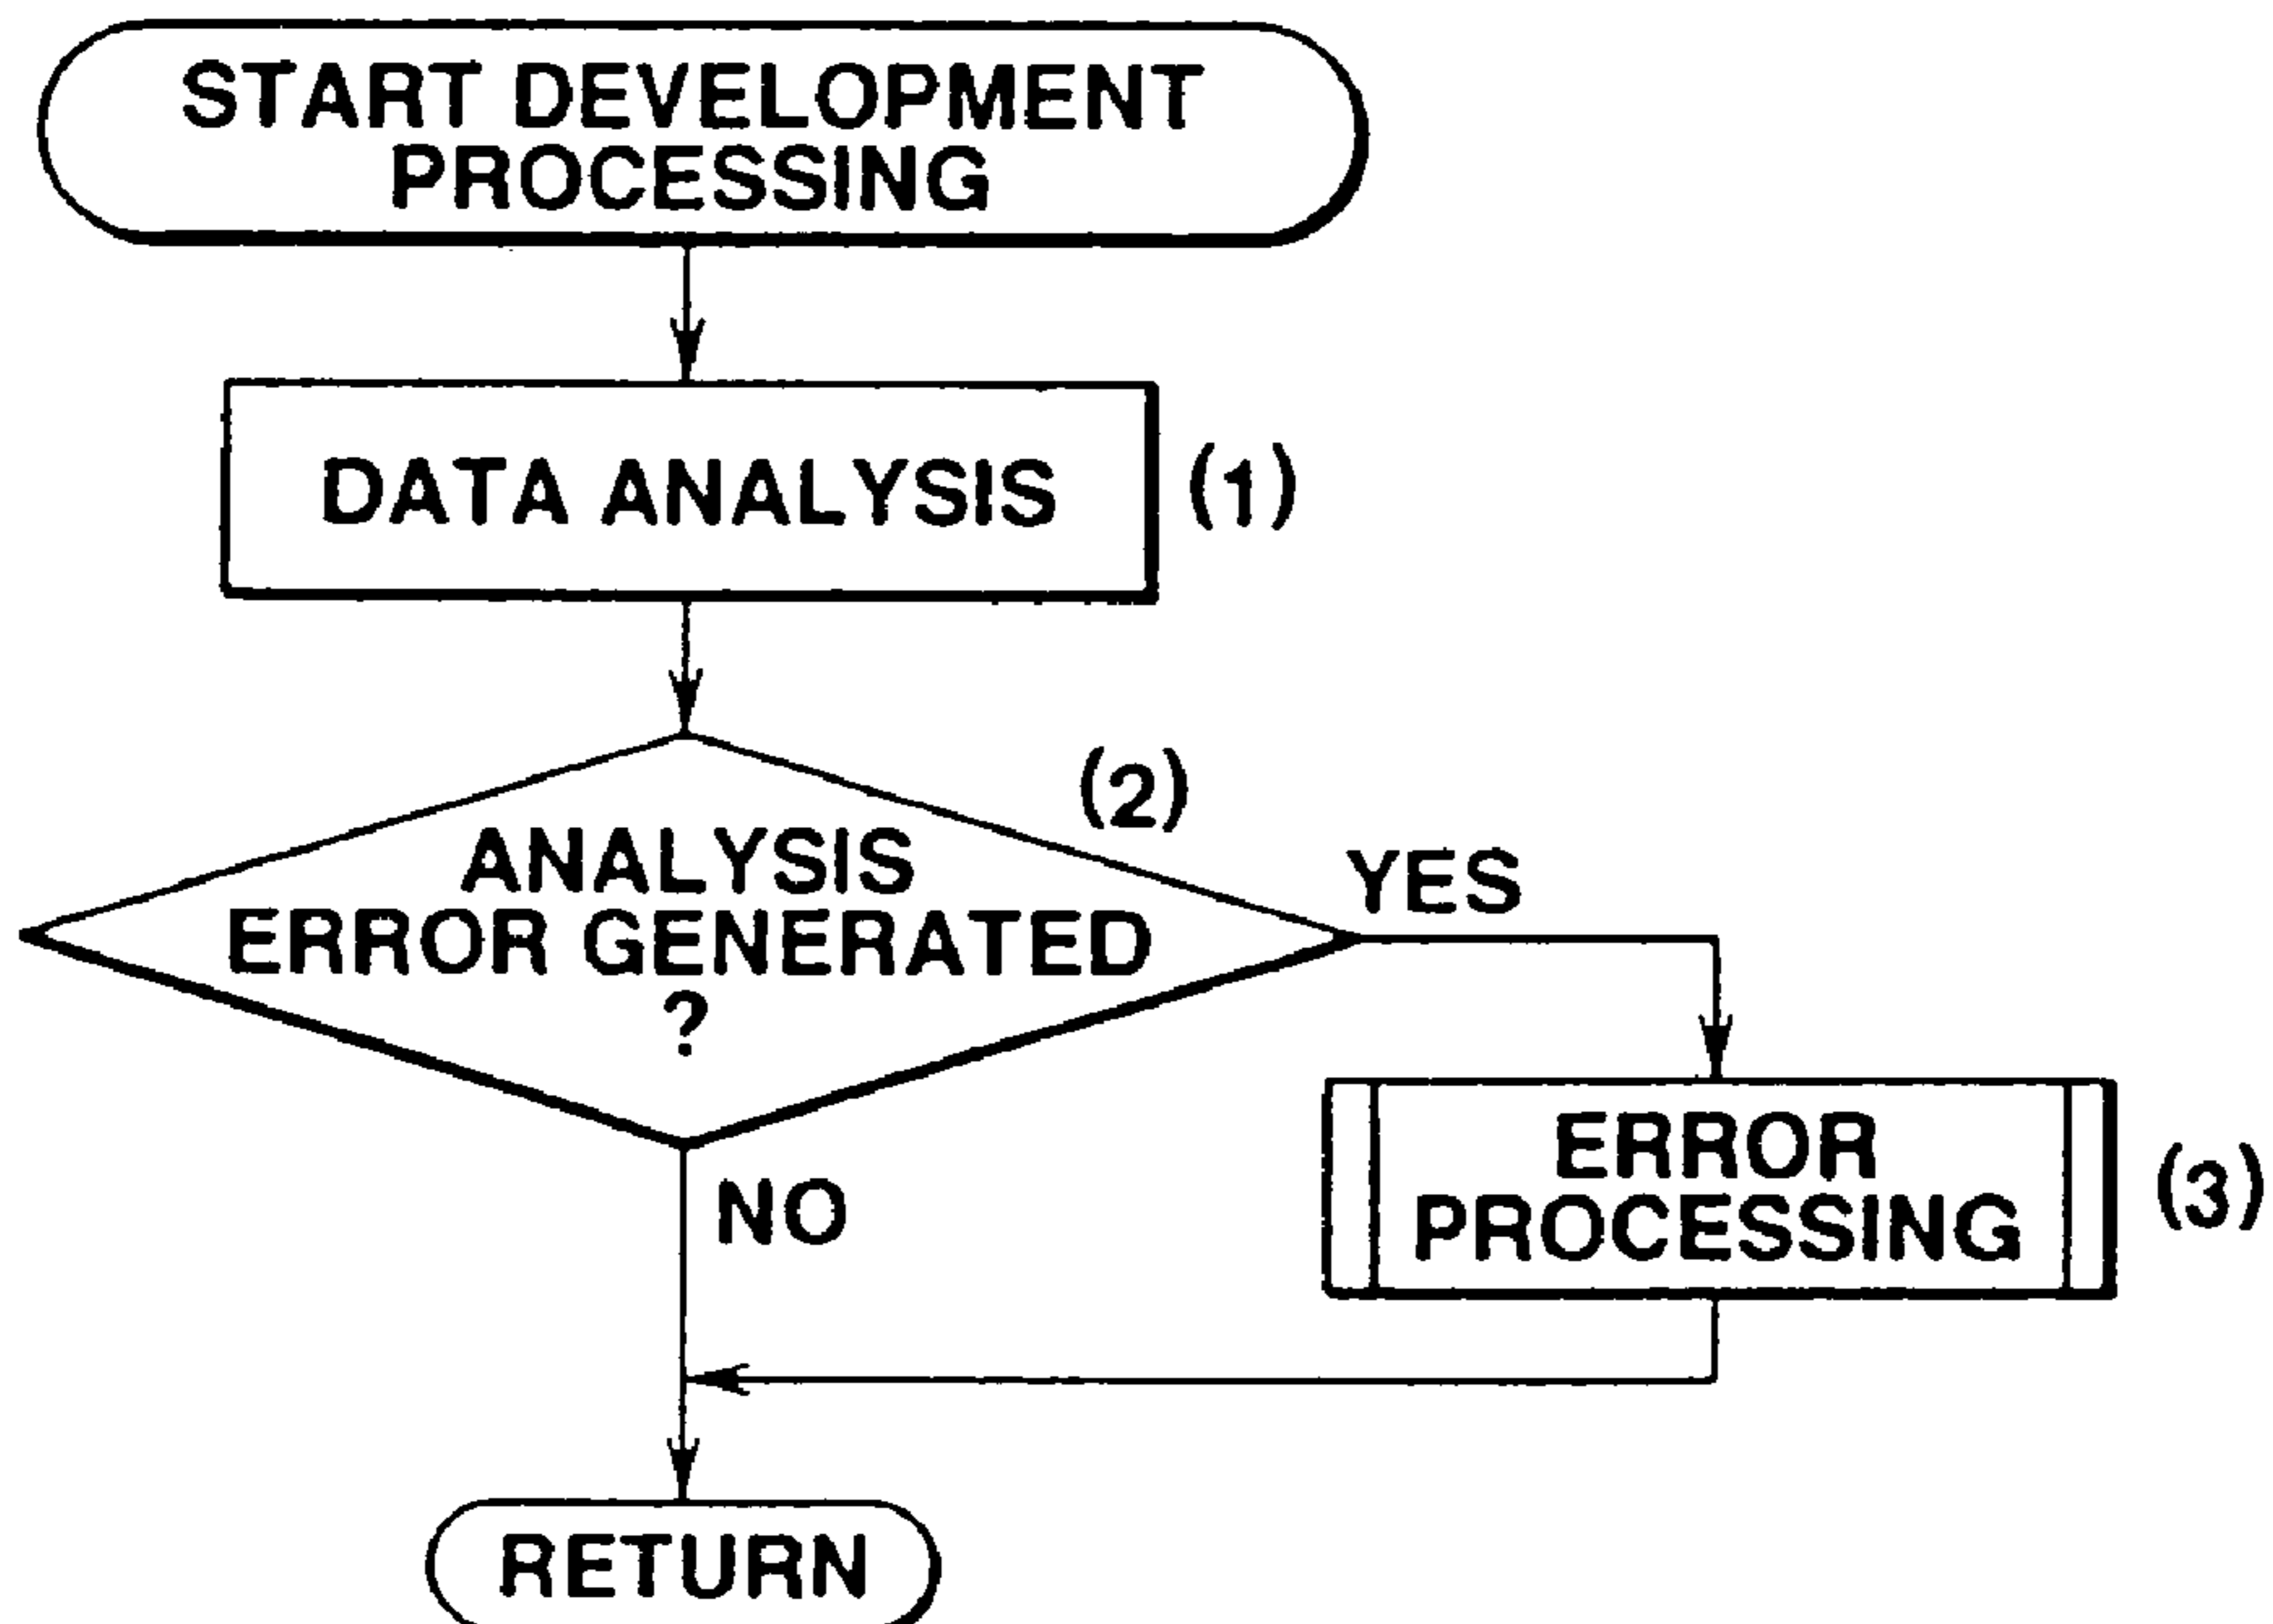 START DEVELOPMENT
PROCESSING
DATA ANALYSIS
(1)
(2)
ANALYSIS
ERROR GENERATED
?
YES
NO
ERROR
PROCESSING
(3)
RETURN